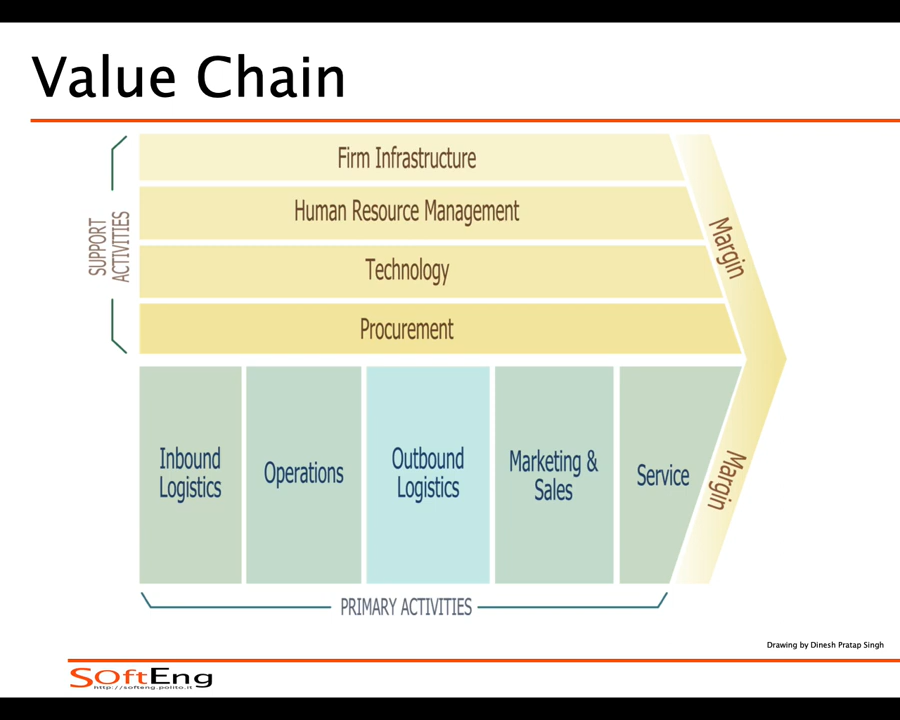 Value Chain
SUPPORT
ACTIVITIES
Firm Infrastructure
Human Resource Management
Technology
Procurement
Margin
Inbound
Logistics
Operations
Outbound
Logistics
Marketing &
Sales
Service
Margin
PRIMARY ACTIVITIES
Drawing by Dinesh Pratap Singh
SOftEng
http://softeng.polito.it